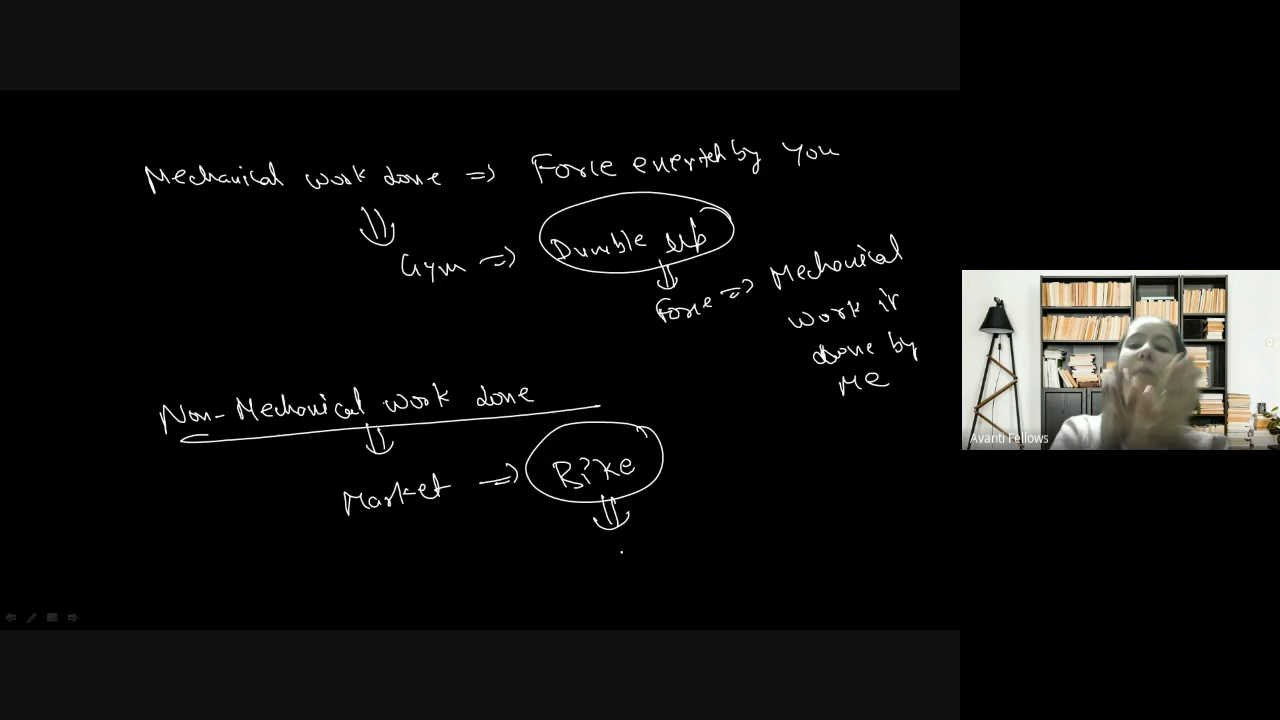 Mechanical work done => Force exerted by You
Gym => Dumble up
Force => Mechanical
work is
done by
Me
Non-Mechanical work done
Market => Bike
Avanti Fellows